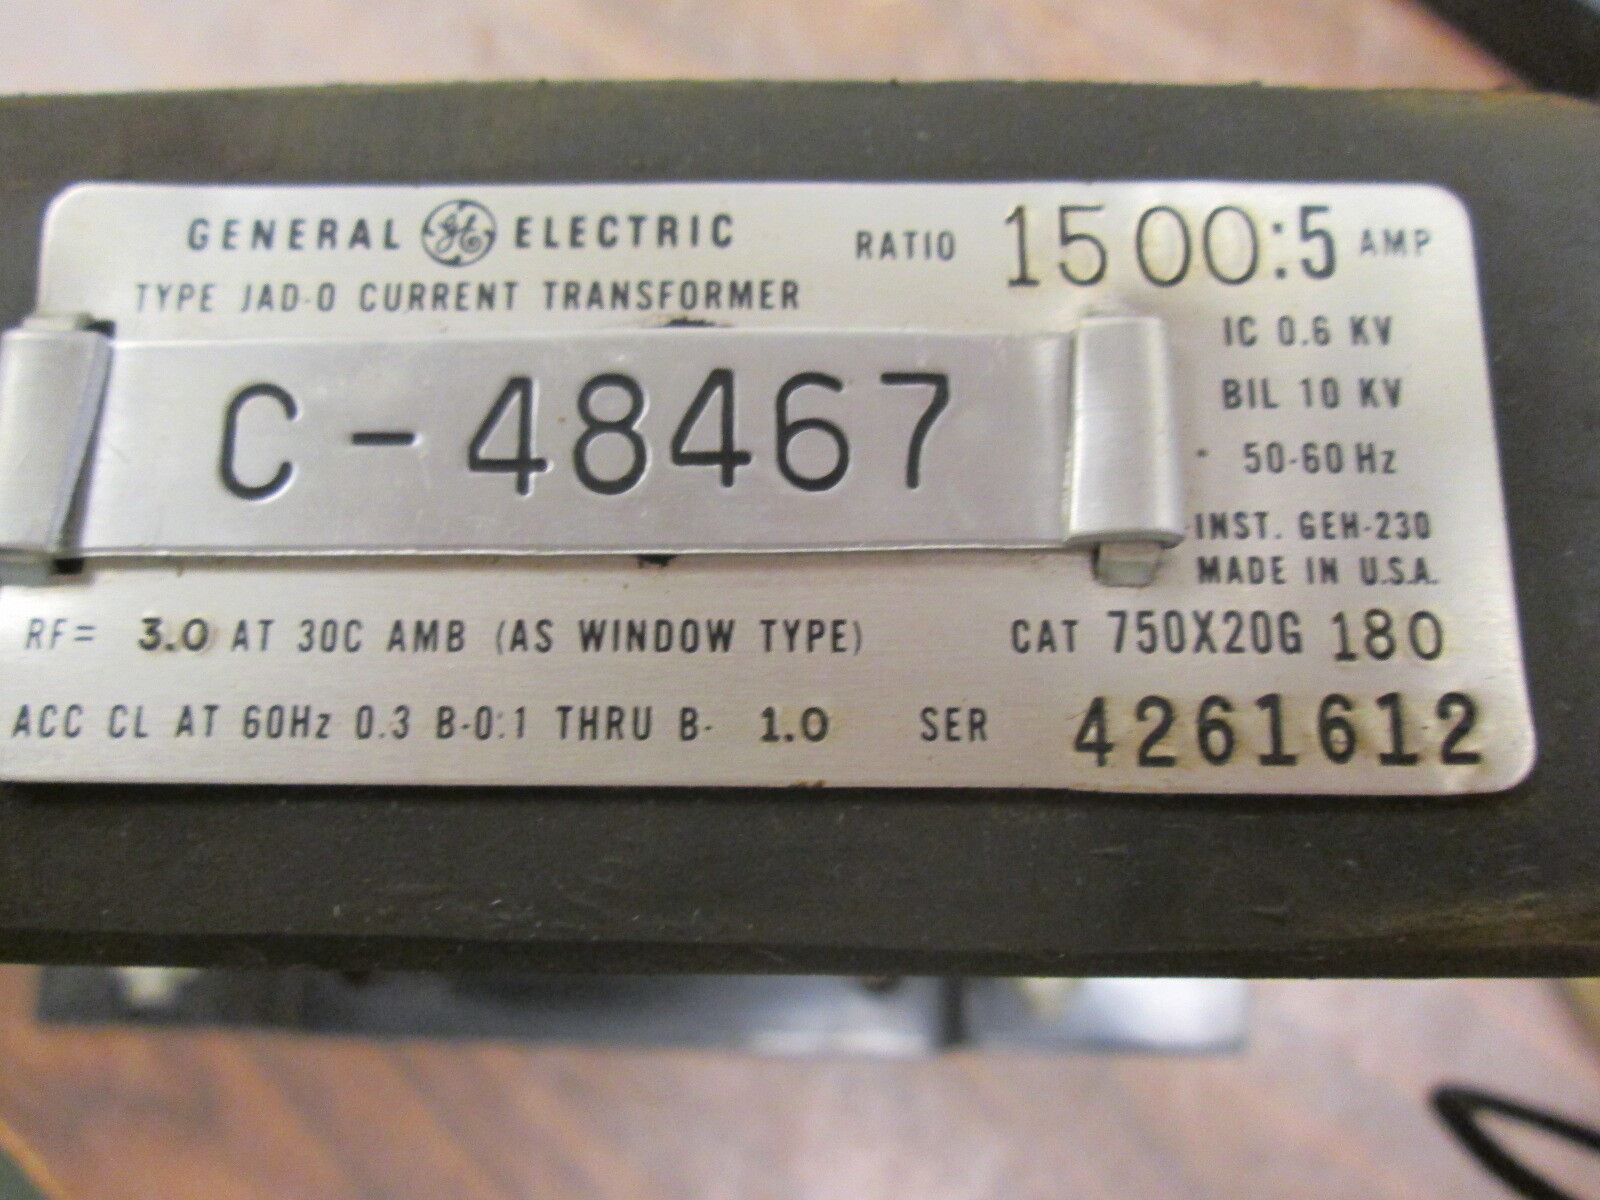 GENERAL GE ELECTRIC
TYPE JAD-0 CURRENT TRANSFORMER
RATIO 1500:5 AMP
IC 0.6 KV
BIL 10 KV
50-60 Hz
C-48467
INST. GEH-230
MADE IN U.S.A.
RF= 3.0 AT 30C AMB (AS WINDOW TYPE)
CAT 750X20G 180
ACC CL AT 60Hz 0.3 B-0.1 THRU B- 1.0
SER 4261612